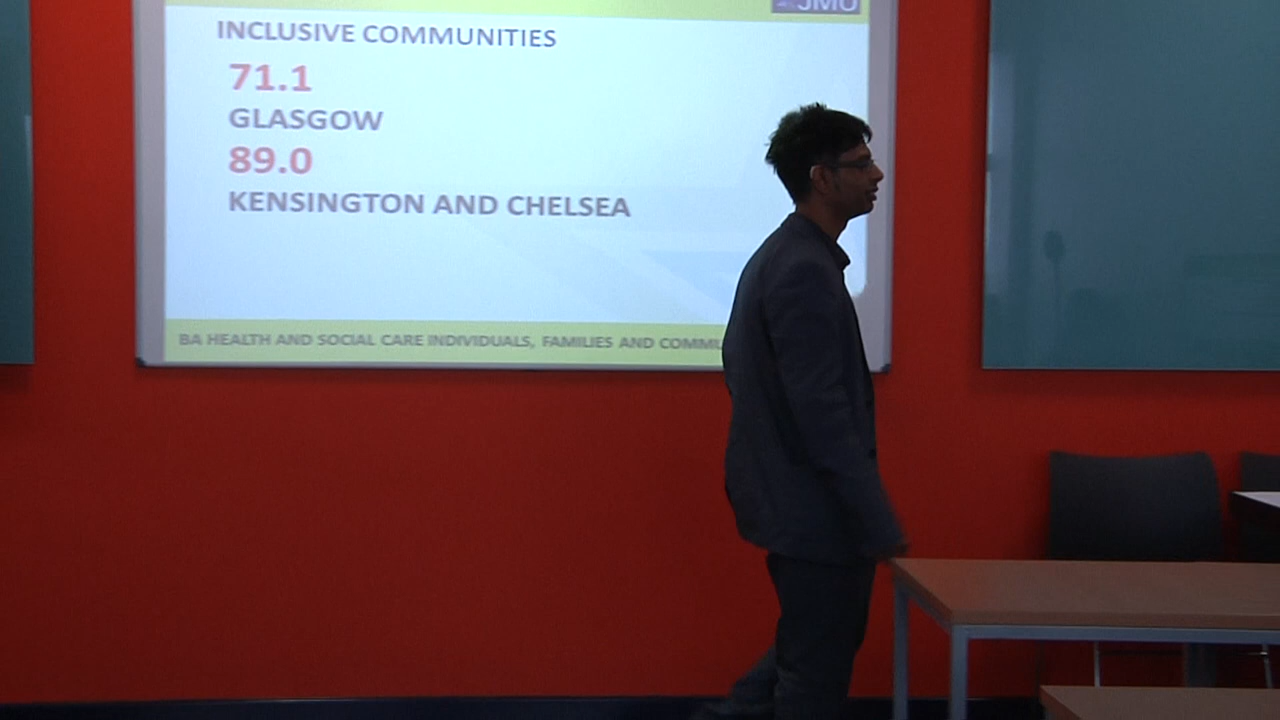 JMU
INCLUSIVE COMMUNITIES
71.1
GLASGOW
89.0
KENSINGTON AND CHELSEA
BA HEALTH AND SOCIAL CARE INDIVIDUALS, FAMILIES AND